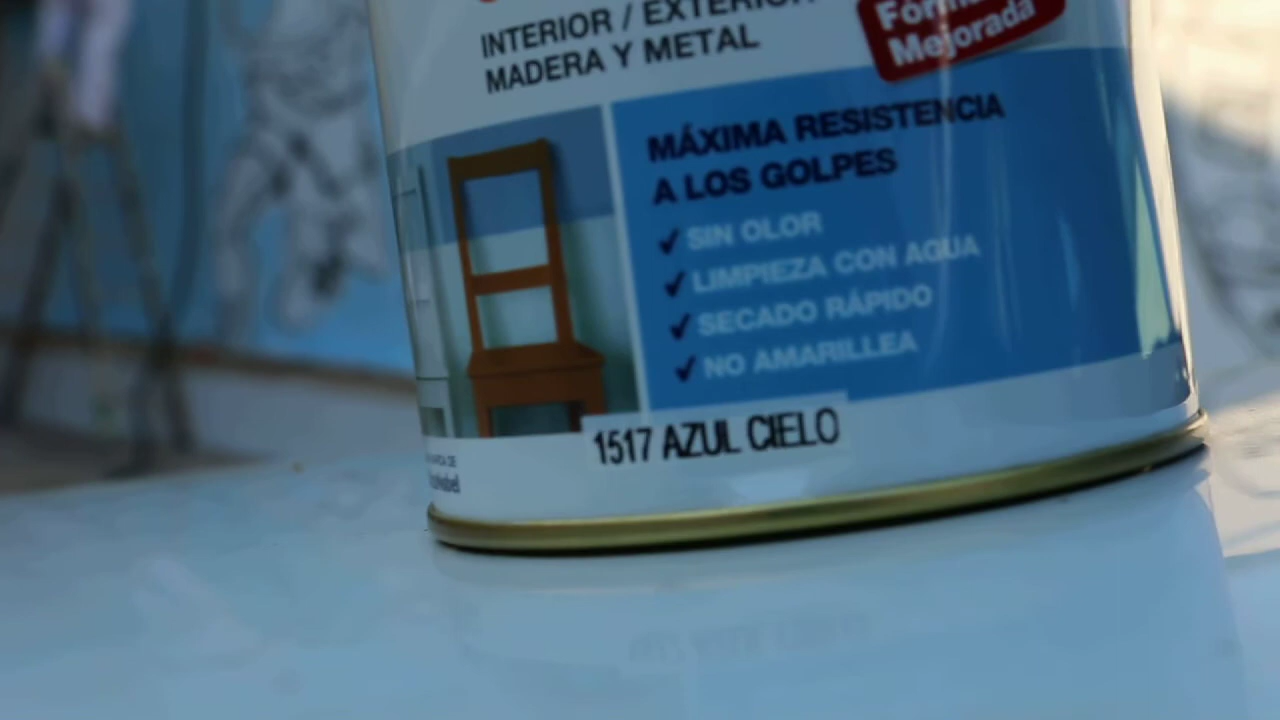 INTERIOR / EXTERIOR
MADERA Y METAL
Fórmula
Mejorada
MÁXIMA RESISTENCIA
A LOS GOLPES
SIN OLOR
LIMPIEZA CON AGUA
SECADO RÁPIDO
NO AMARILLEA
1517 AZUL CIELO